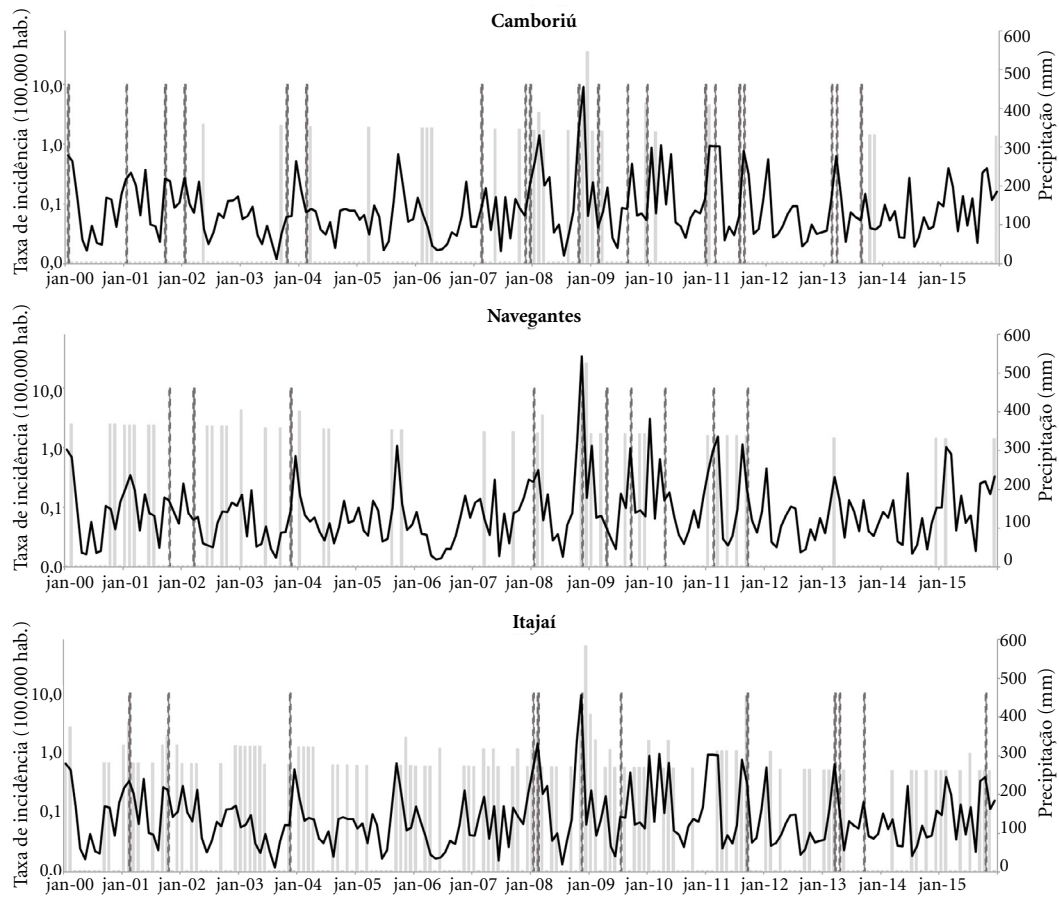 Camboriú
Taxa de incidência (100.000 hab.)
10,0
1,0
0,1
0,0
600
500
400
300
200
100
0
Precipitação (mm)
jan-00 jan-01 jan-02 jan-03 jan-04 jan-05 jan-06 jan-07 jan-08 jan-09 jan-10 jan-11 jan-12 jan-13 jan-14 jan-15
Navegantes
Taxa de incidência (100.000 hab.)
10,0
1,0
0,1
0,0
600
500
400
300
200
100
0
Precipitação (mm)
jan-00 jan-01 jan-02 jan-03 jan-04 jan-05 jan-06 jan-07 jan-08 jan-09 jan-10 jan-11 jan-12 jan-13 jan-14 jan-15
Itajaí
Taxa de incidência (100.000 hab.)
10,0
1,0
0,1
0,0
600
500
400
300
200
100
0
Precipitação (mm)
jan-00 jan-01 jan-02 jan-03 jan-04 jan-05 jan-06 jan-07 jan-08 jan-09 jan-10 jan-11 jan-12 jan-13 jan-14 jan-15